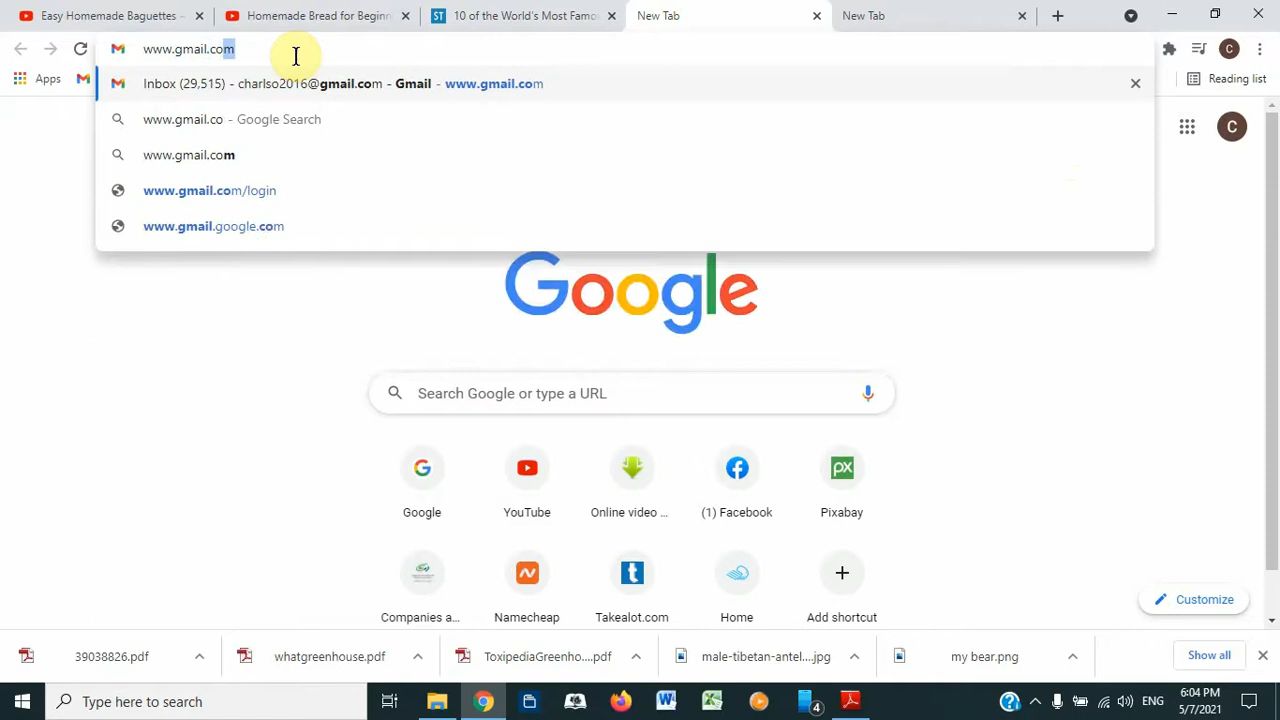 Easy Homemade Baguettes -
Homemade Bread for Beginn
ST 10 of the World's Most Famo
New Tab
New Tab
www.gmail.com
C
Apps
Reading list
Inbox (29,515) - charlso2016@gmail.com - Gmail - www.gmail.com
www.gmail.co - Google Search
www.gmail.com
www.gmail.com/login
www.gmail.google.com
C
Google
Search Google or type a URL
G
px
Google
YouTube
Online video ...
(1) Facebook
Pixabay
t
Companies a...
Namecheap
Takealot.com
Home
Add shortcut
Customize
39038826.pdf
whatgreenhouse.pdf
ToxipediaGreenho....pdf
male-tibetan-antel....jpg
my bear.png
Show all
Type here to search
4
ENG
6:04 PM
5/7/2021